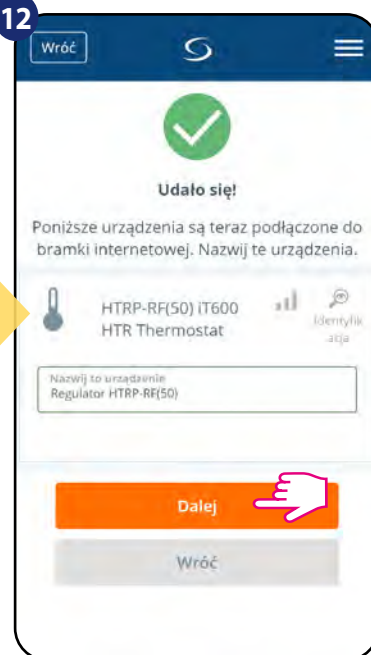 12
Wróć
Udało się!
Poniższe urządzenia są teraz podłączone do
bramki internetowej. Nazwij te urządzenia.
HTRP-RF(50) iT600
HTR Thermostat
Identyfik
acja
Nazwij to urządzenie
Regulator HTRP-RF(50)
Dalej
Wróć